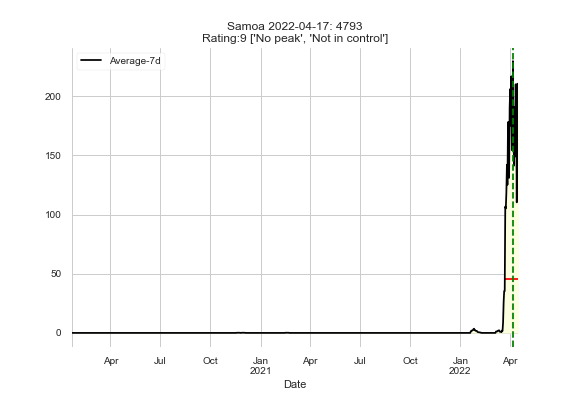 Samoa 2022-04-17: 4793
Rating:9 ['No peak', 'Not in control']
Average-7d
200
150
100
50
0
Apr Jul Oct Jan Apr Jul Oct Jan Apr
2021 2022
Date